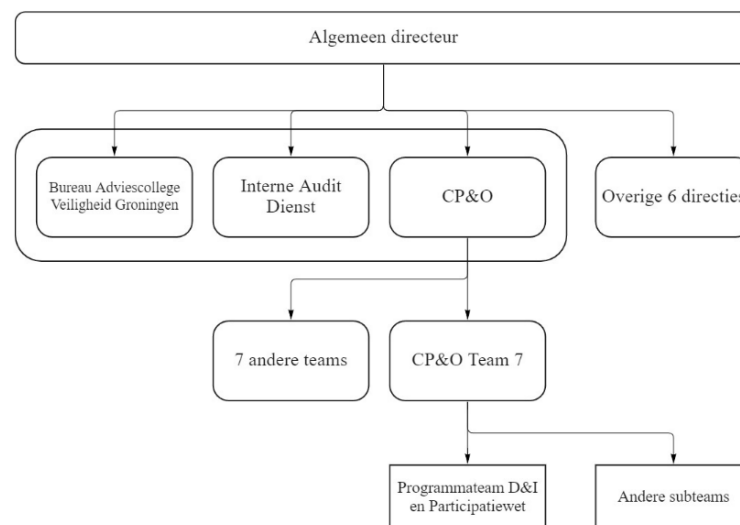 Algemeen directeur
Bureau Adviescollege
Veiligheid Groningen
Interne Audit
Dienst
CP&O
Overige 6 directies
7 andere teams
CP&O Team 7
Programmateam D&I
en Participatiewet
Andere subteams